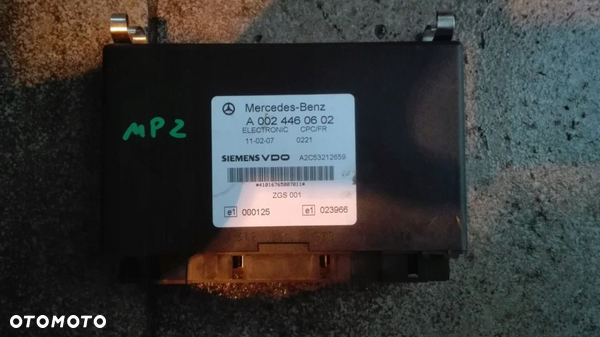 Mercedes-Benz
A 002 446 06 02
ELECTRONIC CPC/FR
11-02-07 0221
SIEMENS VDO A2C53212659
*41016765007011*
ZGS 001
e1 000125 e1 023966
MP2
OTOMOTO